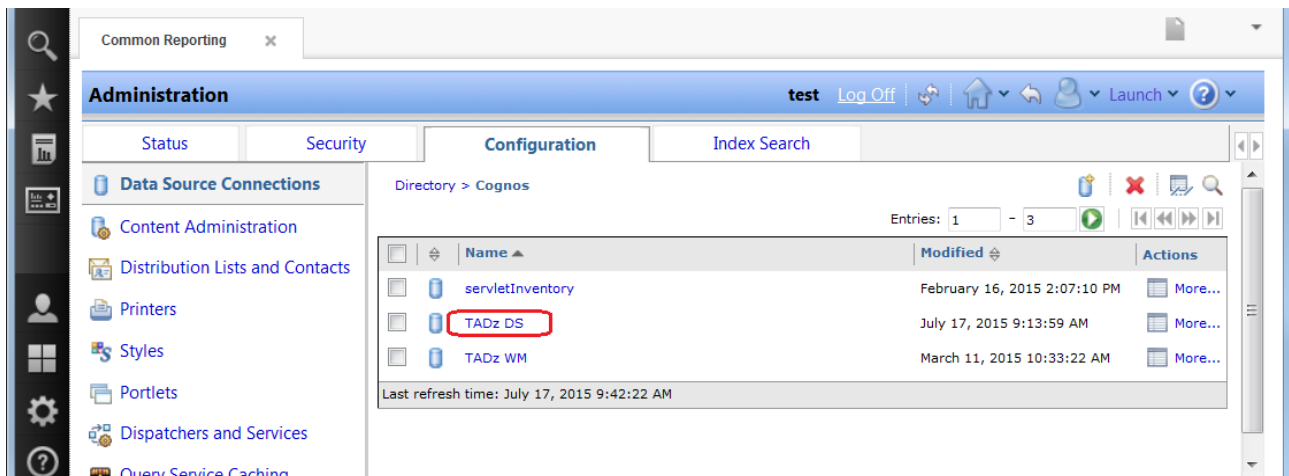 Common Reporting
Administration
test Log Off Launch
Status Security Configuration Index Search
Data Source Connections
Content Administration
Distribution Lists and Contacts
Printers
Styles
Portlets
Dispatchers and Services
Query Service Caching
Directory > Cognos
Entries: 1 - 3
Name Modified Actions
servletInventory February 16, 2015 2:07:10 PM More...
TADz DS July 17, 2015 9:13:59 AM More...
TADz WM March 11, 2015 10:33:22 AM More...
Last refresh time: July 17, 2015 9:42:22 AM